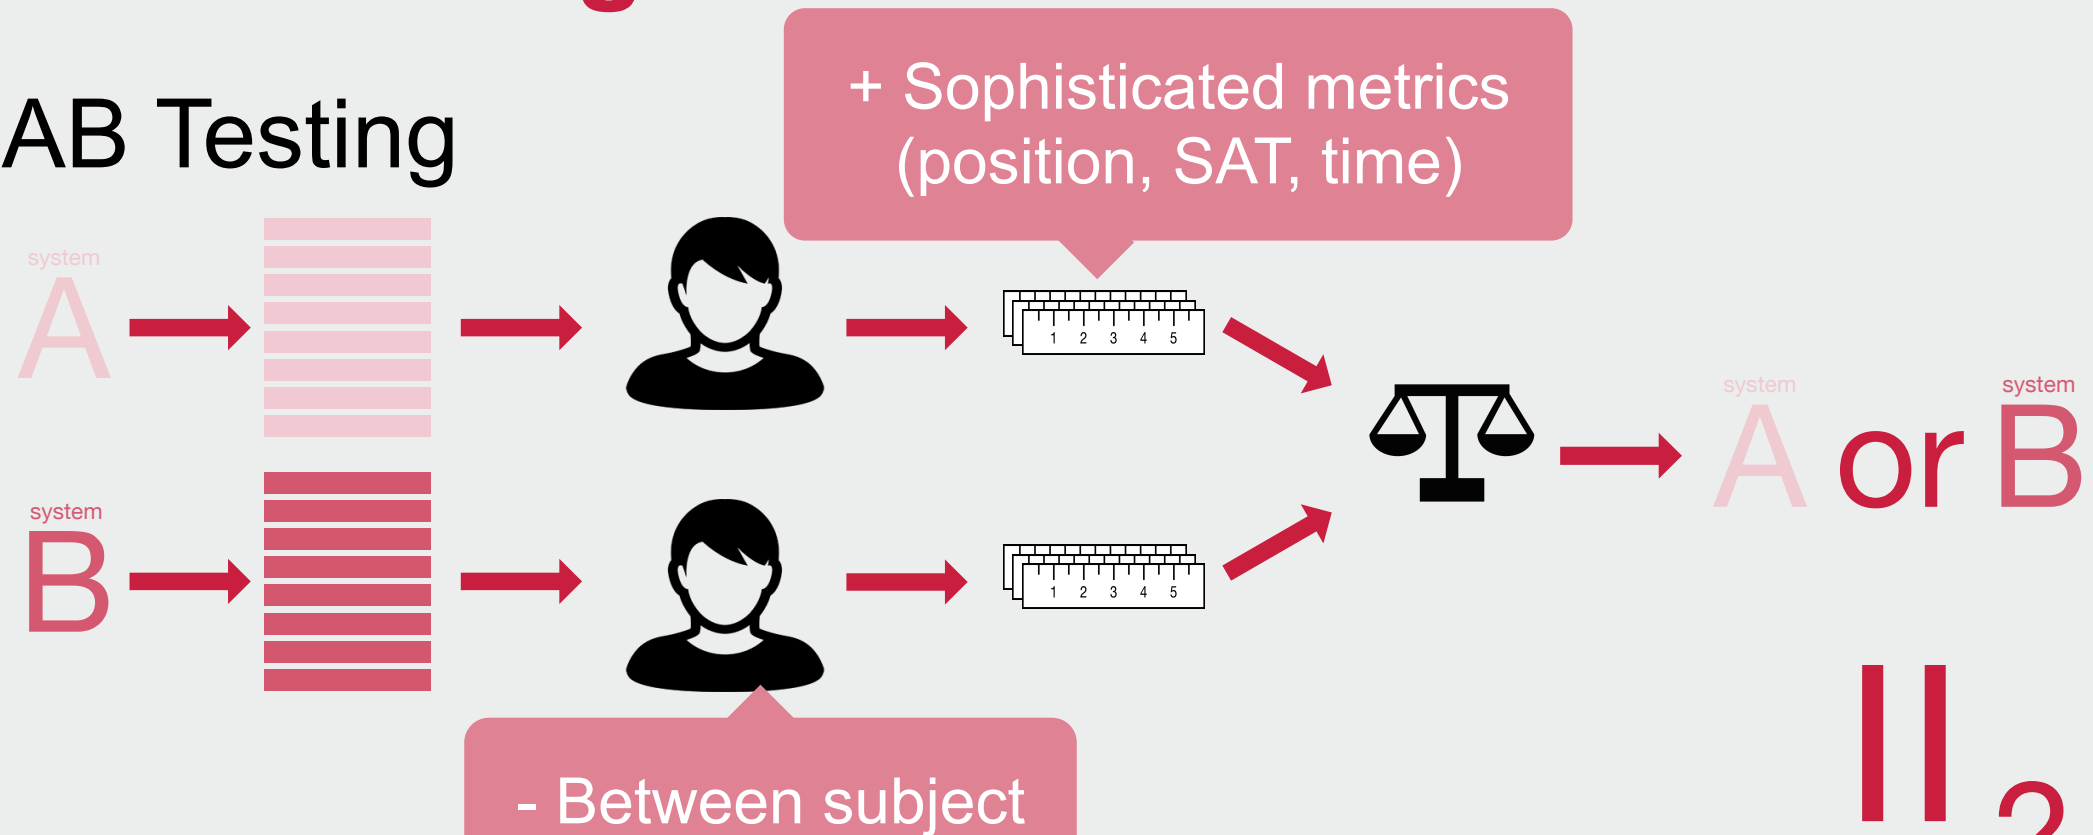 + Sophisticated metrics
(position, SAT, time)
AB Testing
system
A
1 2 3 4 5
system
A or
system
B
system
B
1 2 3 4 5
- Between subject